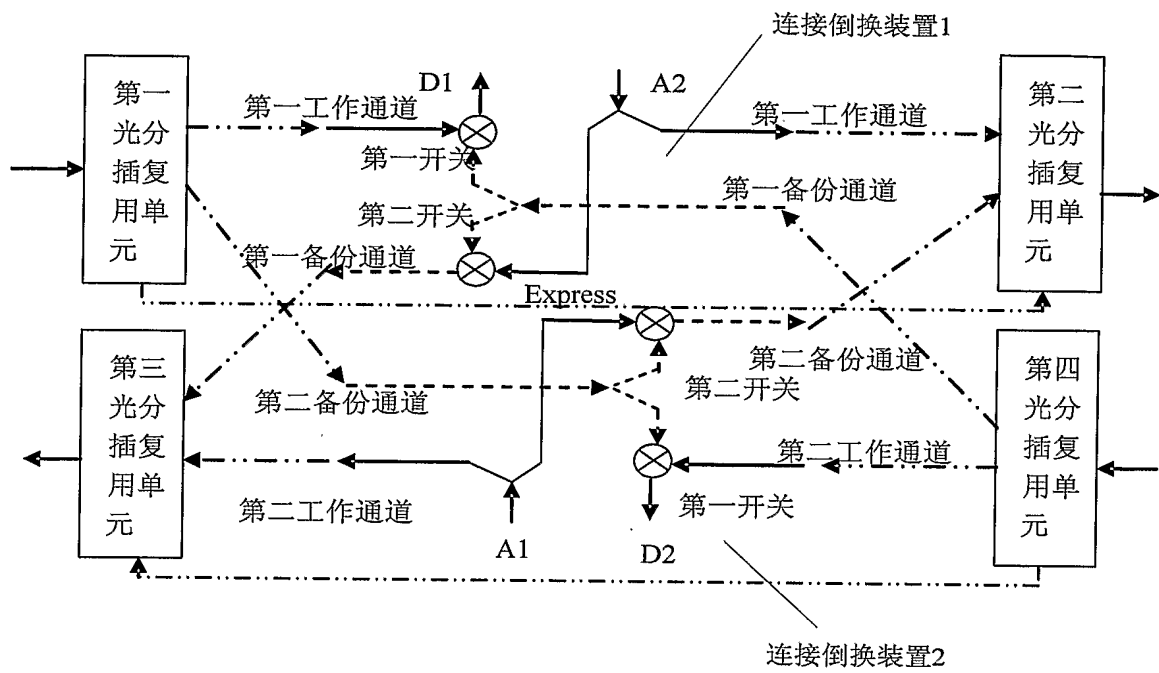 连接倒换装置1
第一
光分
插复
用单
元
第一工作通道
D1
A2
第一工作通道
第二
光分
插复
用单
元
第一开关
第一备份通道
第二开关
第一备份通道
Express
第三
光分
插复
用单
元
第二备份通道
第二开关
第二备份通道
第四
光分
插复
用单
元
第二工作通道
第二工作通道
A1
第一开关
D2
连接倒换装置2